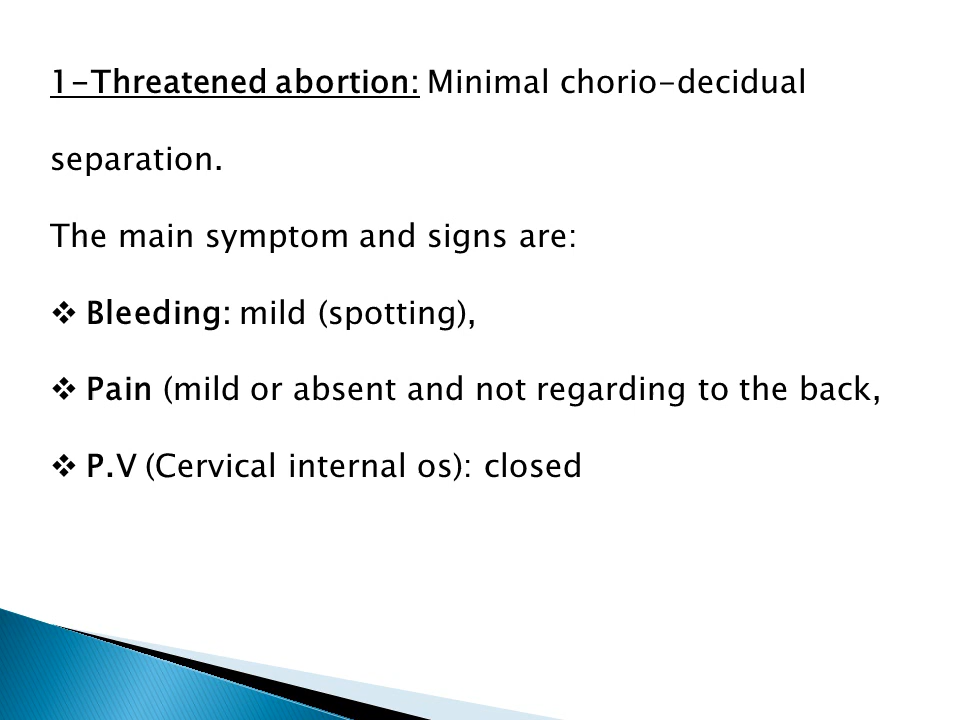 1-Threatened abortion: Minimal chorio-decidual
separation.
The main symptom and signs are:
❖ Bleeding: mild (spotting),
❖ Pain (mild or absent and not regarding to the back,
❖ P.V (Cervical internal os): closed